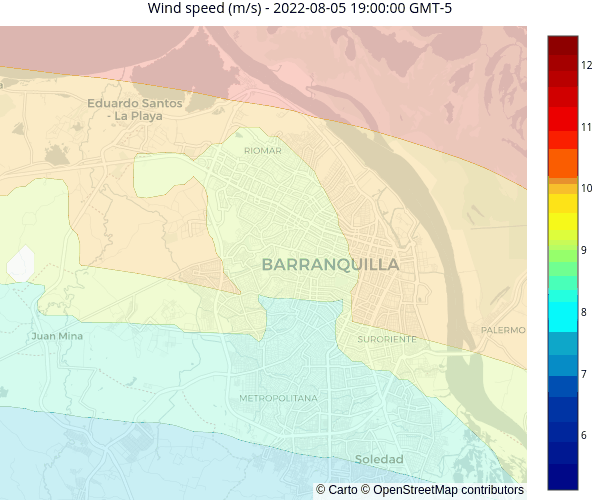 Wind speed (m/s) - 2022-08-05 19:00:00 GMT-5
Eduardo Santos
- La Playa
RIOMAR
BARRANQUILLA
PALERMO
Juan Mina
SURORIENTE
METROPOLITANA
Soledad
© Carto © OpenStreetMap contributors
12
11
10
9
8
7
6